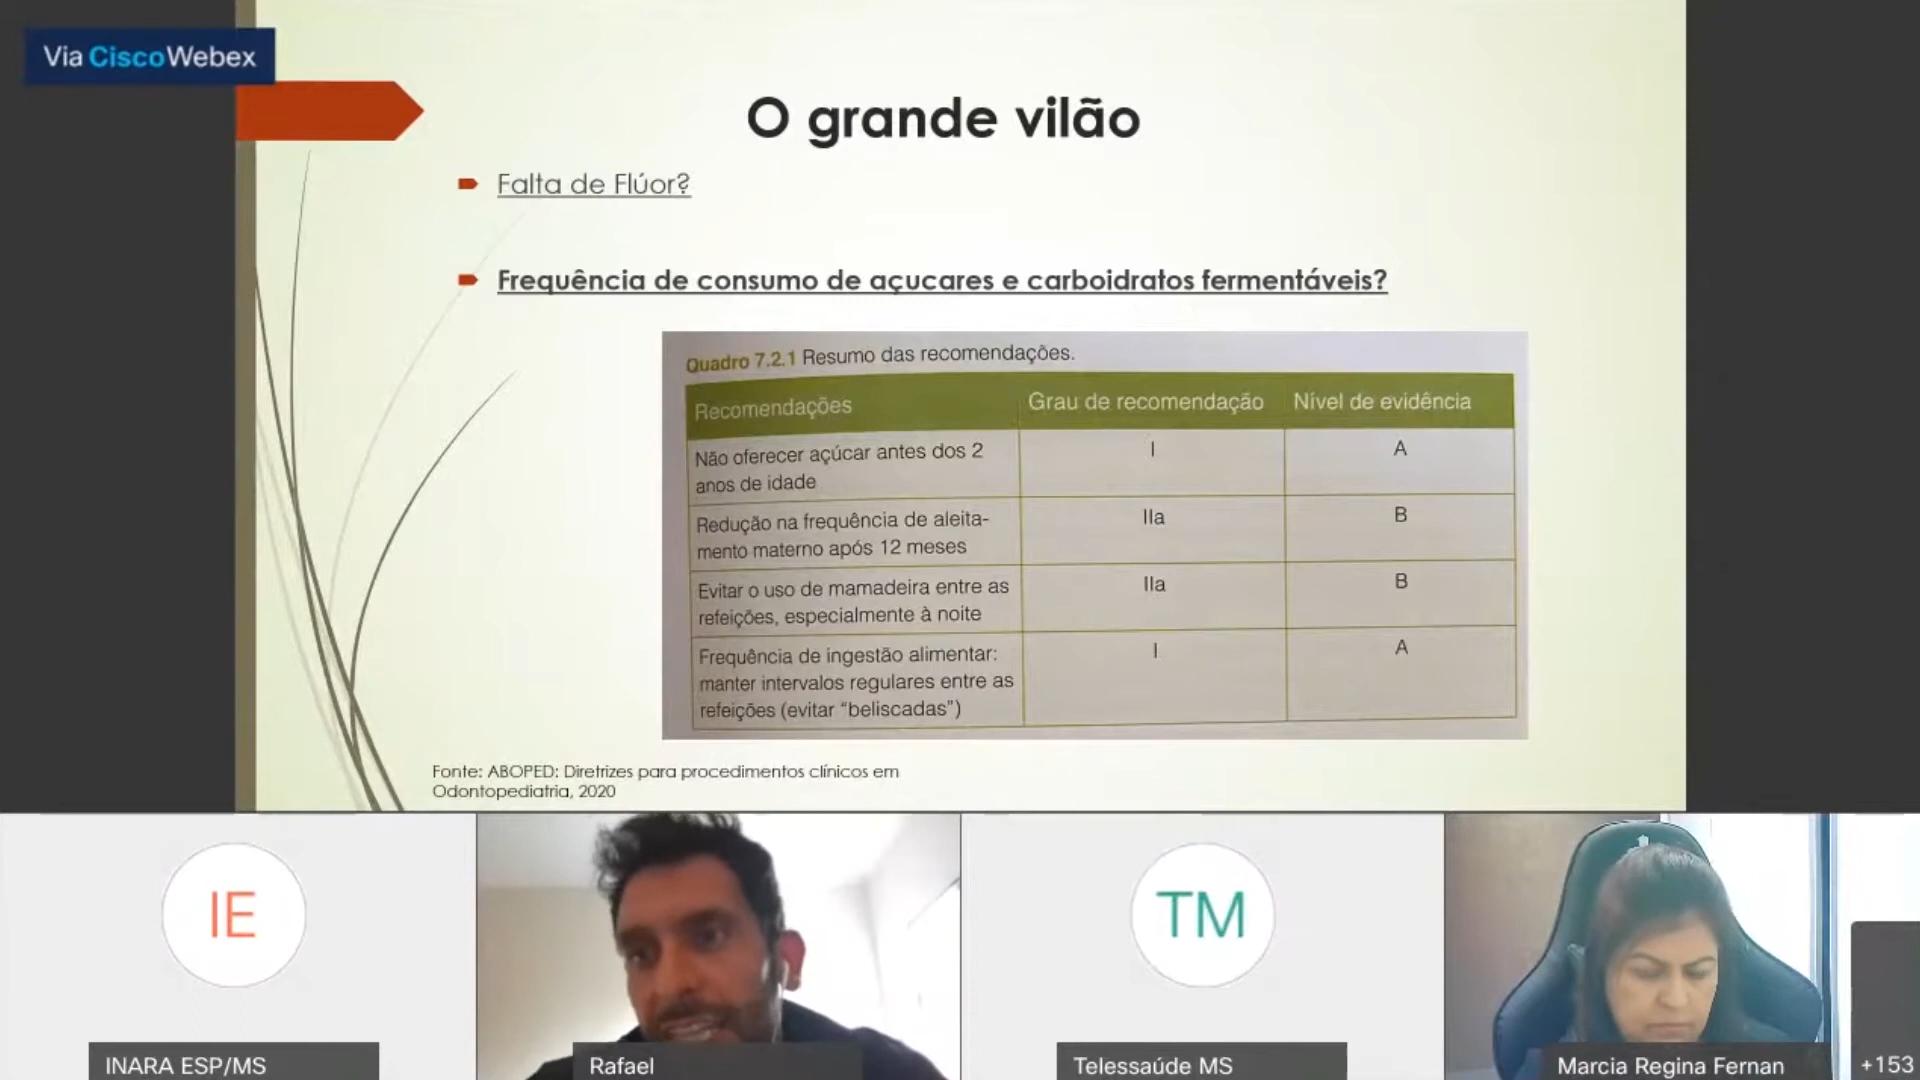 Via CiscoWebex
O grande vilão
Falta de Flúor?
Frequência de consumo de açucares e carboidratos fermentáveis?
Quadro 7.2.1 Resumo das recomendações.
Recomendações Grau de recomendação Nível de evidência
Não oferecer açúcar antes dos 2 I A
anos de idade
Redução na frequência de aleita- IIa B
mento materno após 12 meses
Evitar o uso de mamadeira entre as IIa B
refeições, especialmente à noite
Frequência de ingestão alimentar: I A
manter intervalos regulares entre as
refeições (evitar “beliscadas”)
Fonte: ABOPED: Diretrizes para procedimentos clínicos em
Odontopediatria, 2020
IE
TM
INARA ESP/MS
Rafael
Telessaúde MS
Marcia Regina Fernan
+153